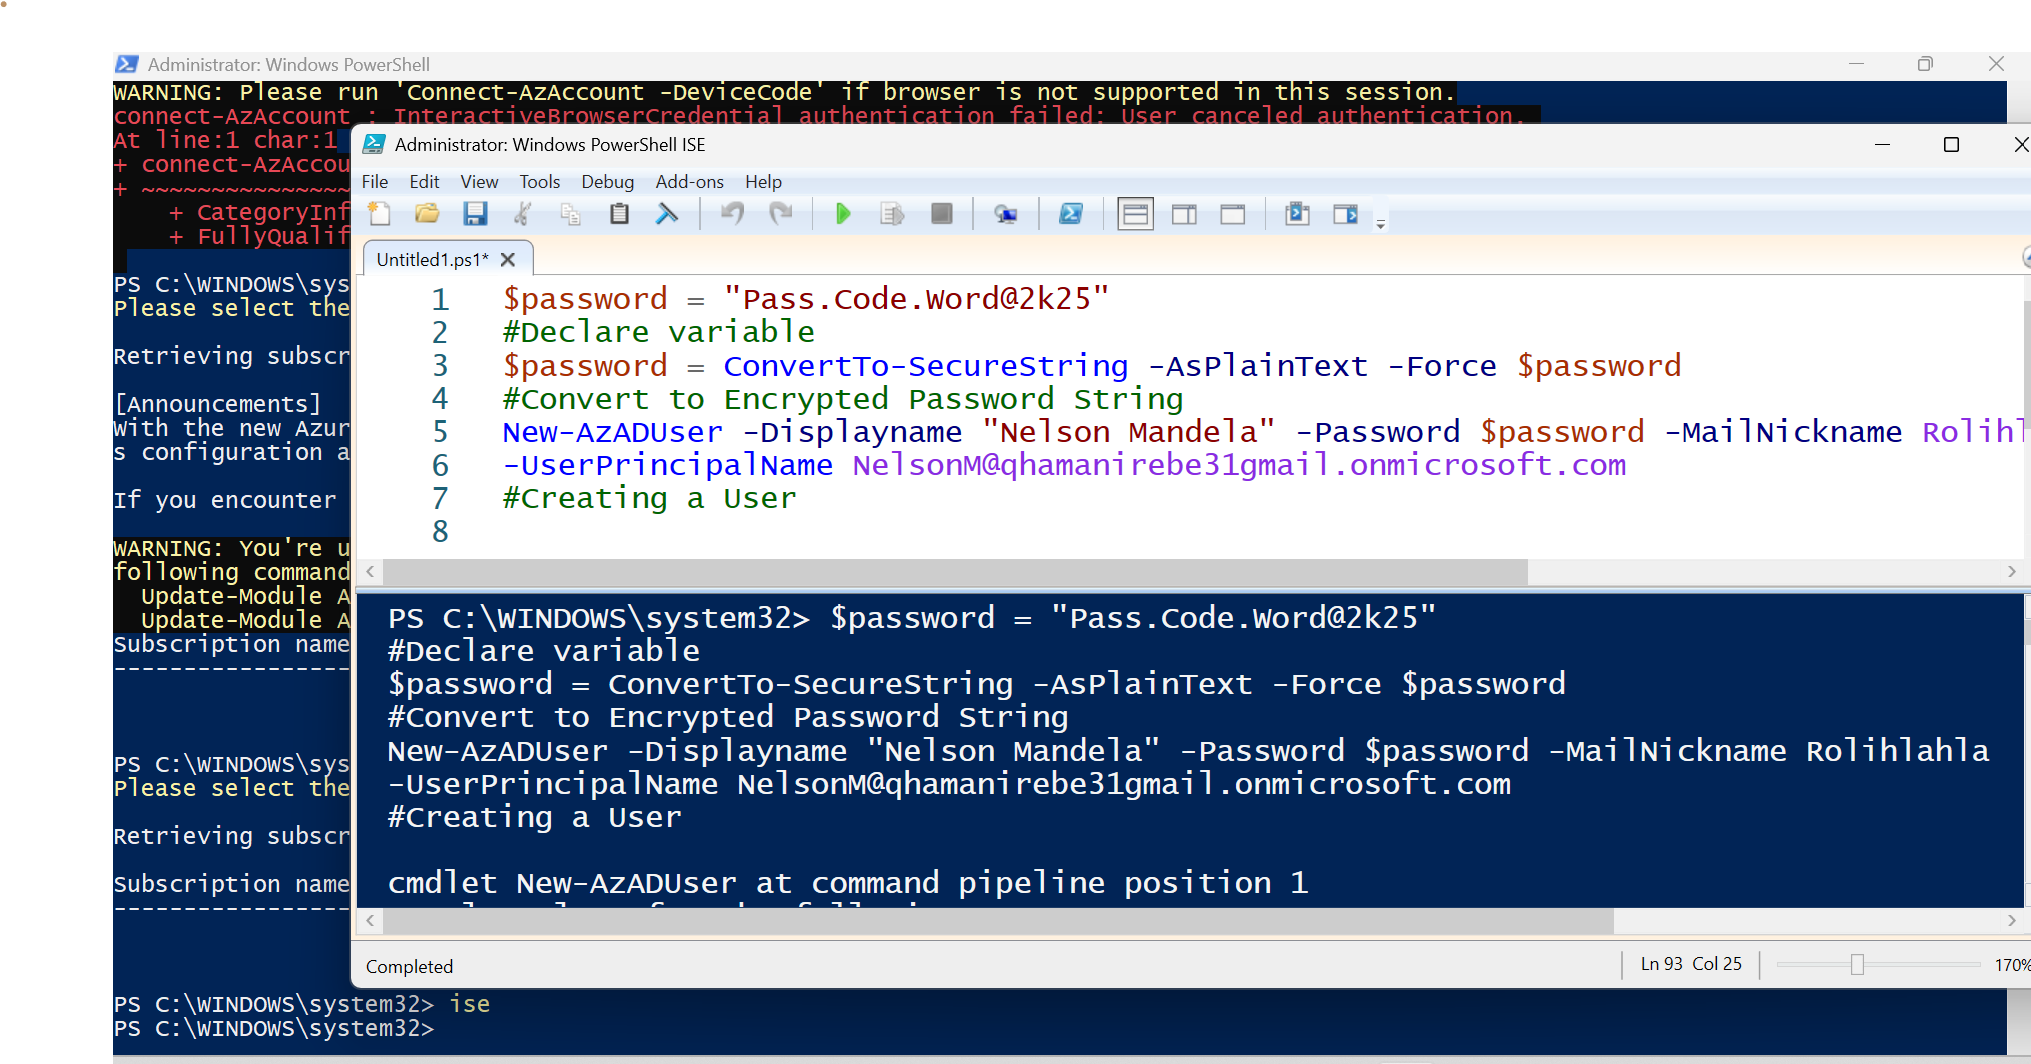 Administrator: Windows PowerShell
WARNING: Please run 'Connect-AzAccount -DeviceCode' if browser is not supported in this session.
connect-AzAccount : InteractiveBrowserCredential authentication failed: User canceled authentication.
At line:1 char:1
+ connect-AzAccou
+ ~~~~~~~~~~~~~~~
+ CategoryInf
+ FullyQualif
PS C:\WINDOWS\sys
Please select the
Retrieving subscr
[Announcements]
With the new Azur
s configuration a
If you encounter
WARNING: You're u
following command
Update-Module A
Update-Module A
Subscription name
-----------------
PS C:\WINDOWS\sys
Please select the
Retrieving subscr
Subscription name
-----------------
PS C:\WINDOWS\system32> ise
PS C:\WINDOWS\system32>
Administrator: Windows PowerShell ISE
File Edit View Tools Debug Add-ons Help
Untitled1.ps1*
1 $password = "Pass.Code.Word@2k25"
2 #Declare variable
3 $password = ConvertTo-SecureString -AsPlainText -Force $password
4 #Convert to Encrypted Password String
5 New-AzADUser -Displayname "Nelson Mandela" -Password $password -MailNickname Rolihl
6 -UserPrincipalName NelsonM@qhamanirebe31gmail.onmicrosoft.com
7 #Creating a User
8
PS C:\WINDOWS\system32> $password = "Pass.Code.Word@2k25"
#Declare variable
$password = ConvertTo-SecureString -AsPlainText -Force $password
#Convert to Encrypted Password String
New-AzADUser -Displayname "Nelson Mandela" -Password $password -MailNickname Rolihlahla
-UserPrincipalName NelsonM@qhamanirebe31gmail.onmicrosoft.com
#Creating a User
cmdlet New-AzADUser at command pipeline position 1
Completed
Ln 93 Col 25
170%